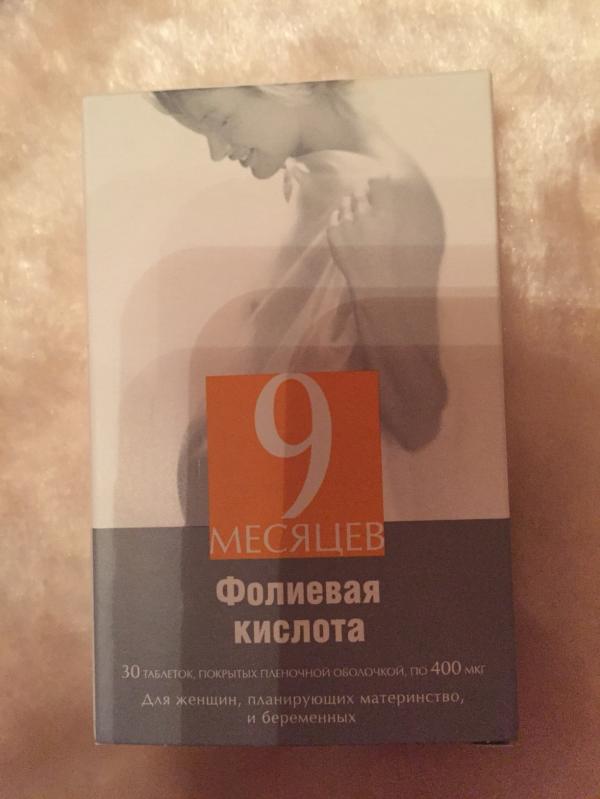 9
МЕСЯЦЕВ
Фолиевая
кислота
30 ТАБЛЕТОК, ПОКРЫТЫХ ПЛЕНОЧНОЙ ОБОЛОЧКОЙ, ПО 400 МКГ
Для женщин, планирующих материнство,
и беременных